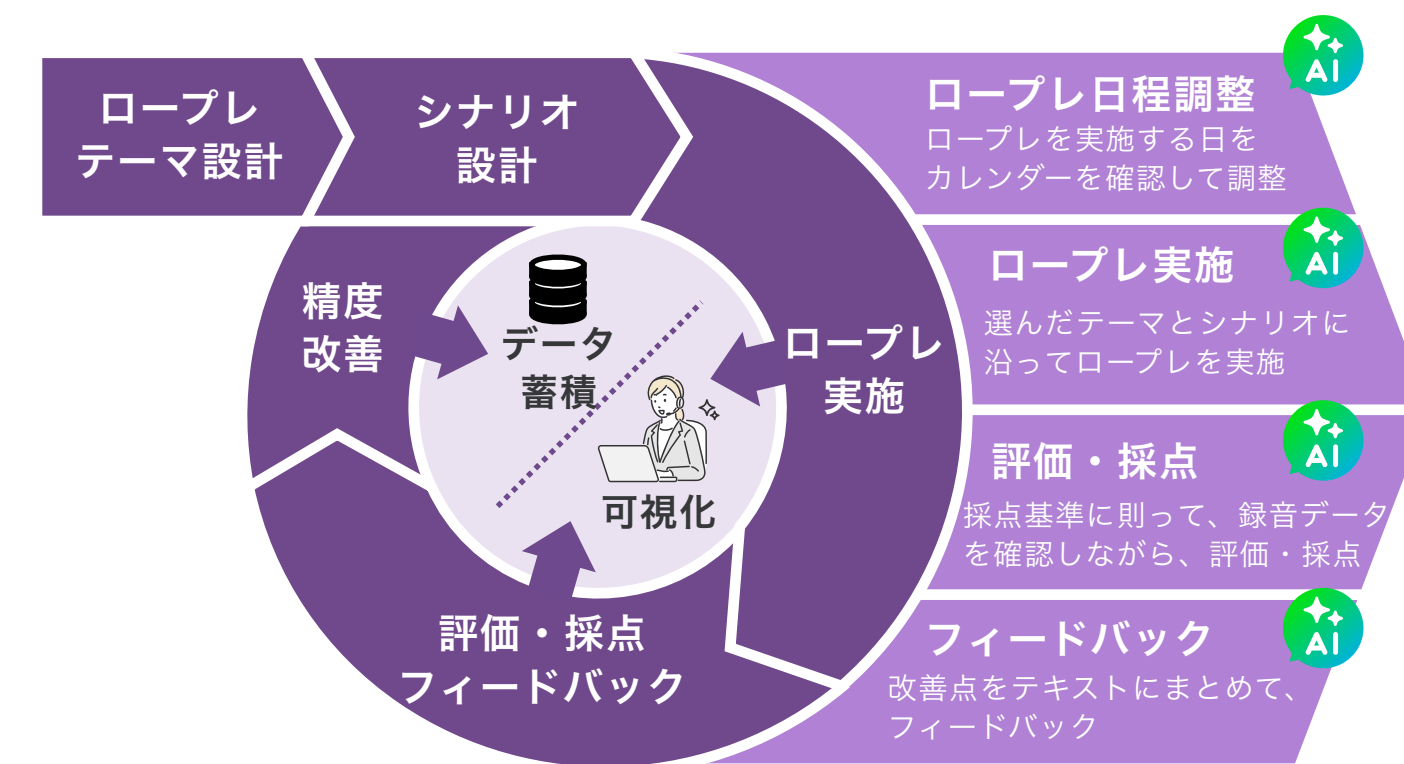 ロープレ
テーマ設計
シナリオ
設計
ロープレ
実施
評価・採点
フィードバック
精度
改善
データ
蓄積
可視化
ロープレ日程調整
ロープレを実施する日を
カレンダーを確認して調整
AI
ロープレ実施
選んだテーマとシナリオに
沿ってロープレを実施
AI
評価・採点
採点基準に則って、録音データ
を確認しながら、評価・採点
AI
フィードバック
改善点をテキストにまとめて、
フィードバック
AI